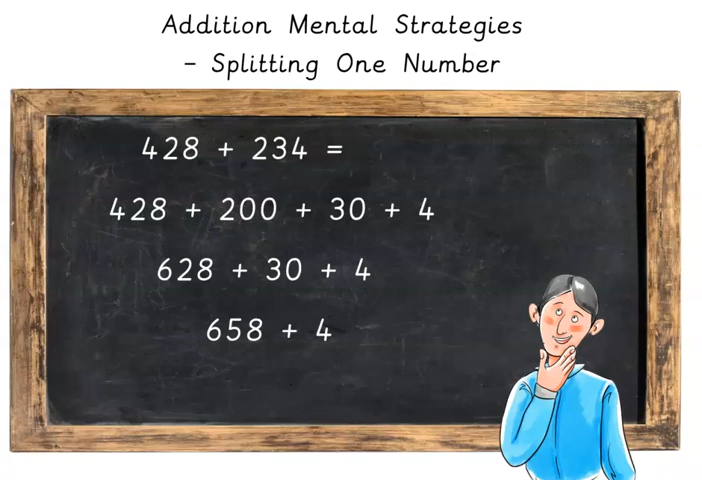 Addition Mental Strategies
– Splitting One Number
428 + 234 =
428 + 200 + 30 + 4
628 + 30 + 4
658 + 4